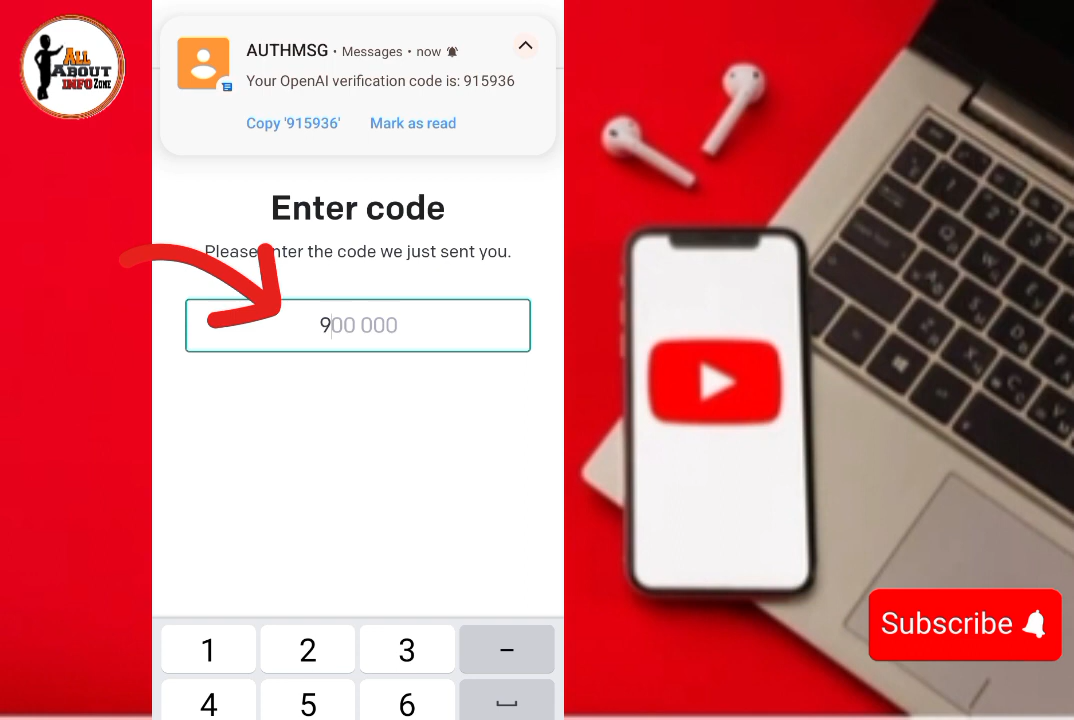 ALL
ABOUT
INFO ZONE
AUTHMSG • Messages • now
Your OpenAI verification code is: 915936
Copy '915936'
Mark as read
Enter code
Please enter the code we just sent you.
900 000
1 2 3 –
4 5 6
Subscribe